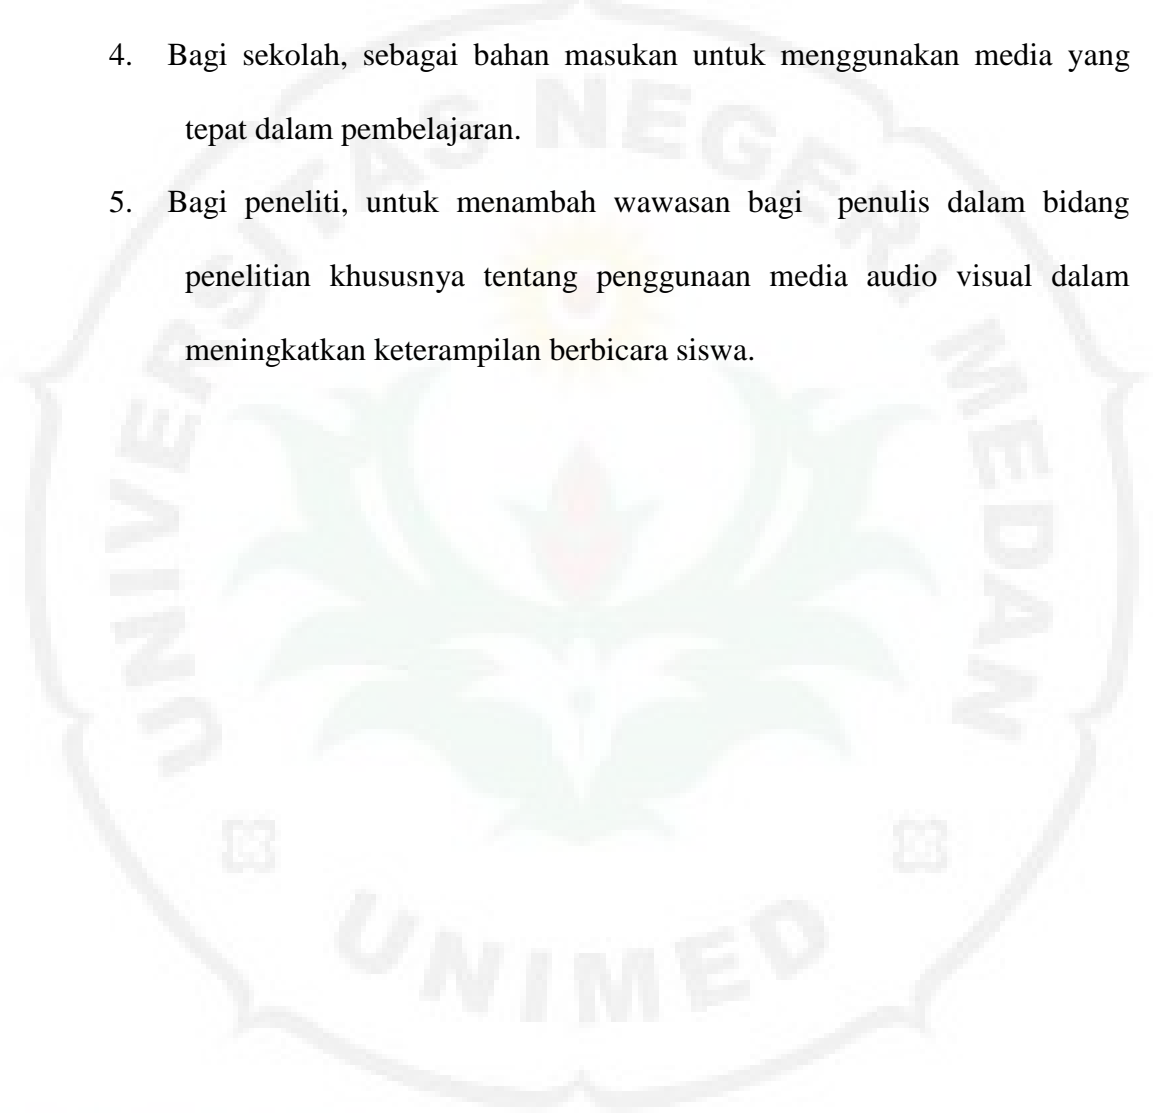 4. Bagi sekolah, sebagai bahan masukan untuk menggunakan media yang
tepat dalam pembelajaran.
5. Bagi peneliti, untuk menambah wawasan bagi penulis dalam bidang
penelitian khususnya tentang penggunaan media audio visual dalam
meningkatkan keterampilan berbicara siswa.
UNIVERSITAS NEGERI MEDAN
UNIMED